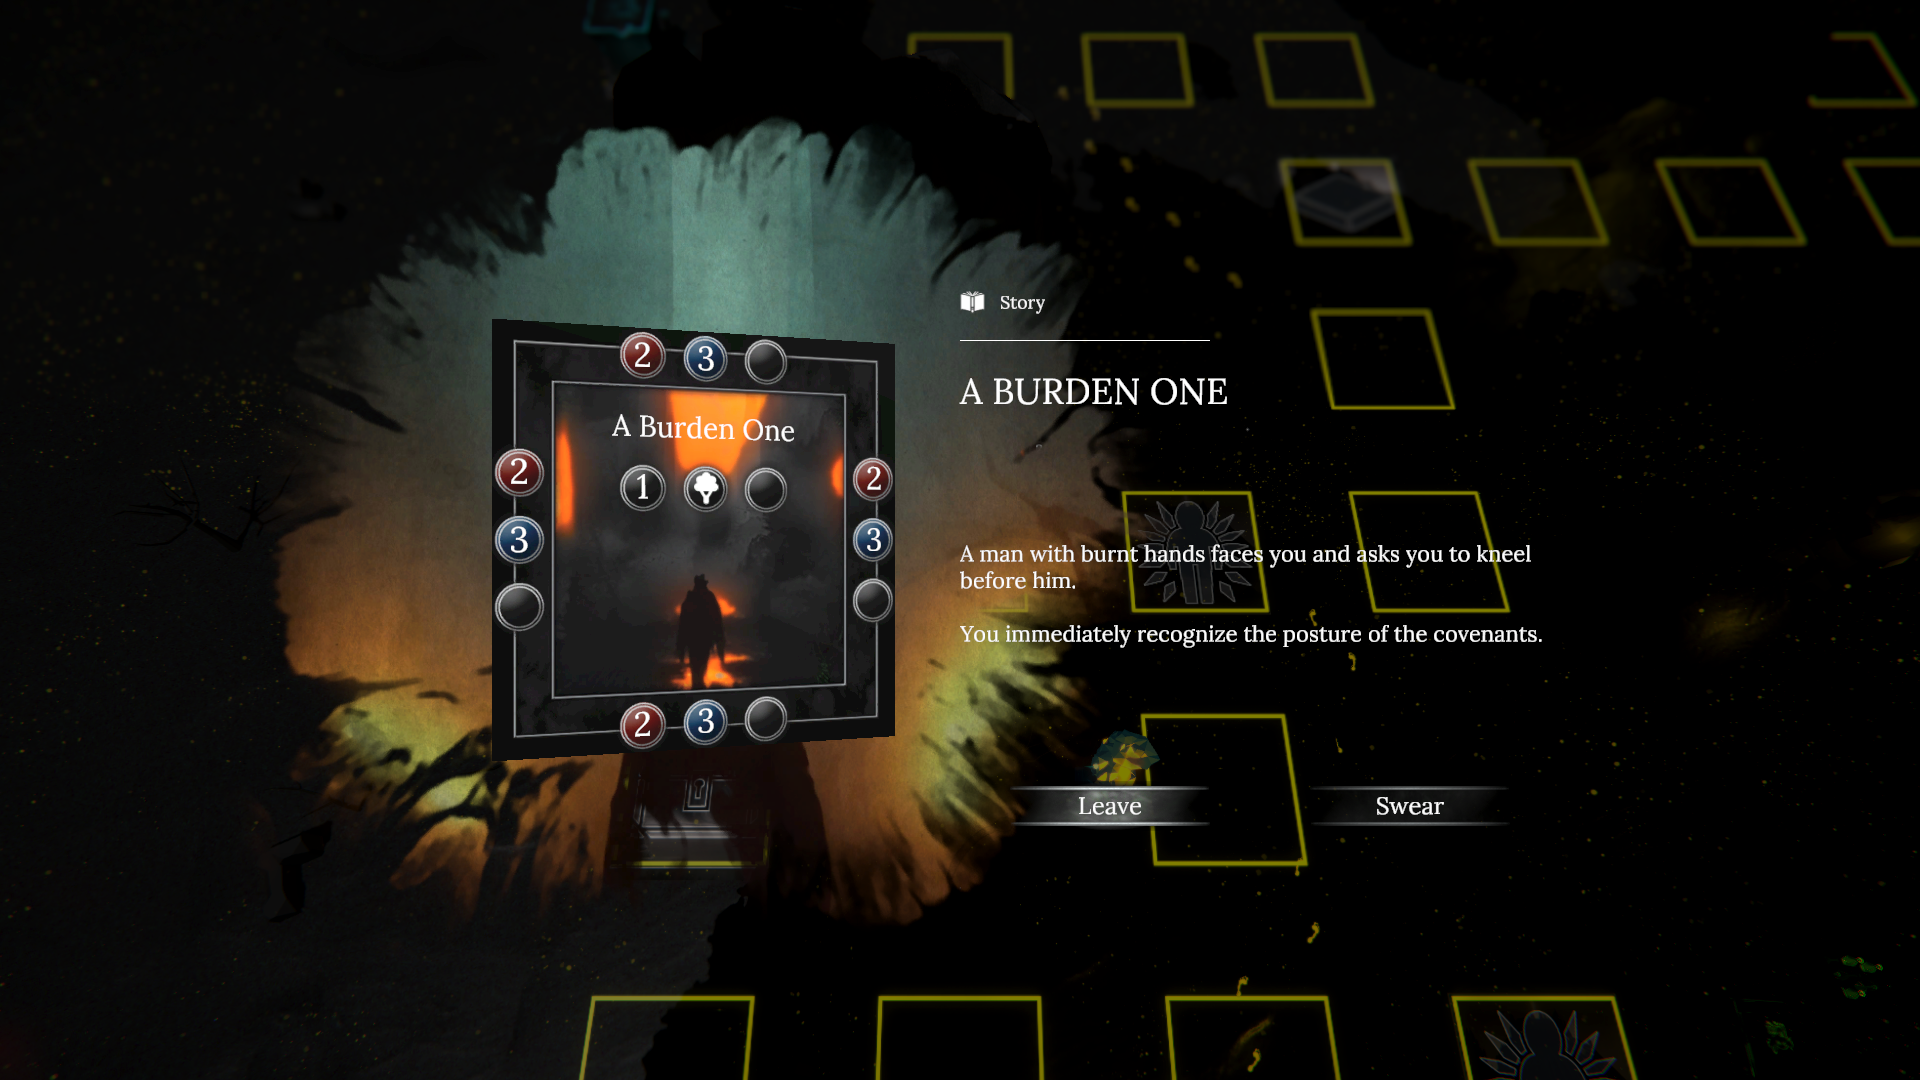 Story
A BURDEN ONE
2 3
A Burden One
1
2 2
3 3
2 3
A man with burnt hands faces you and asks you to kneel
before him.
You immediately recognize the posture of the covenants.
Leave
Swear